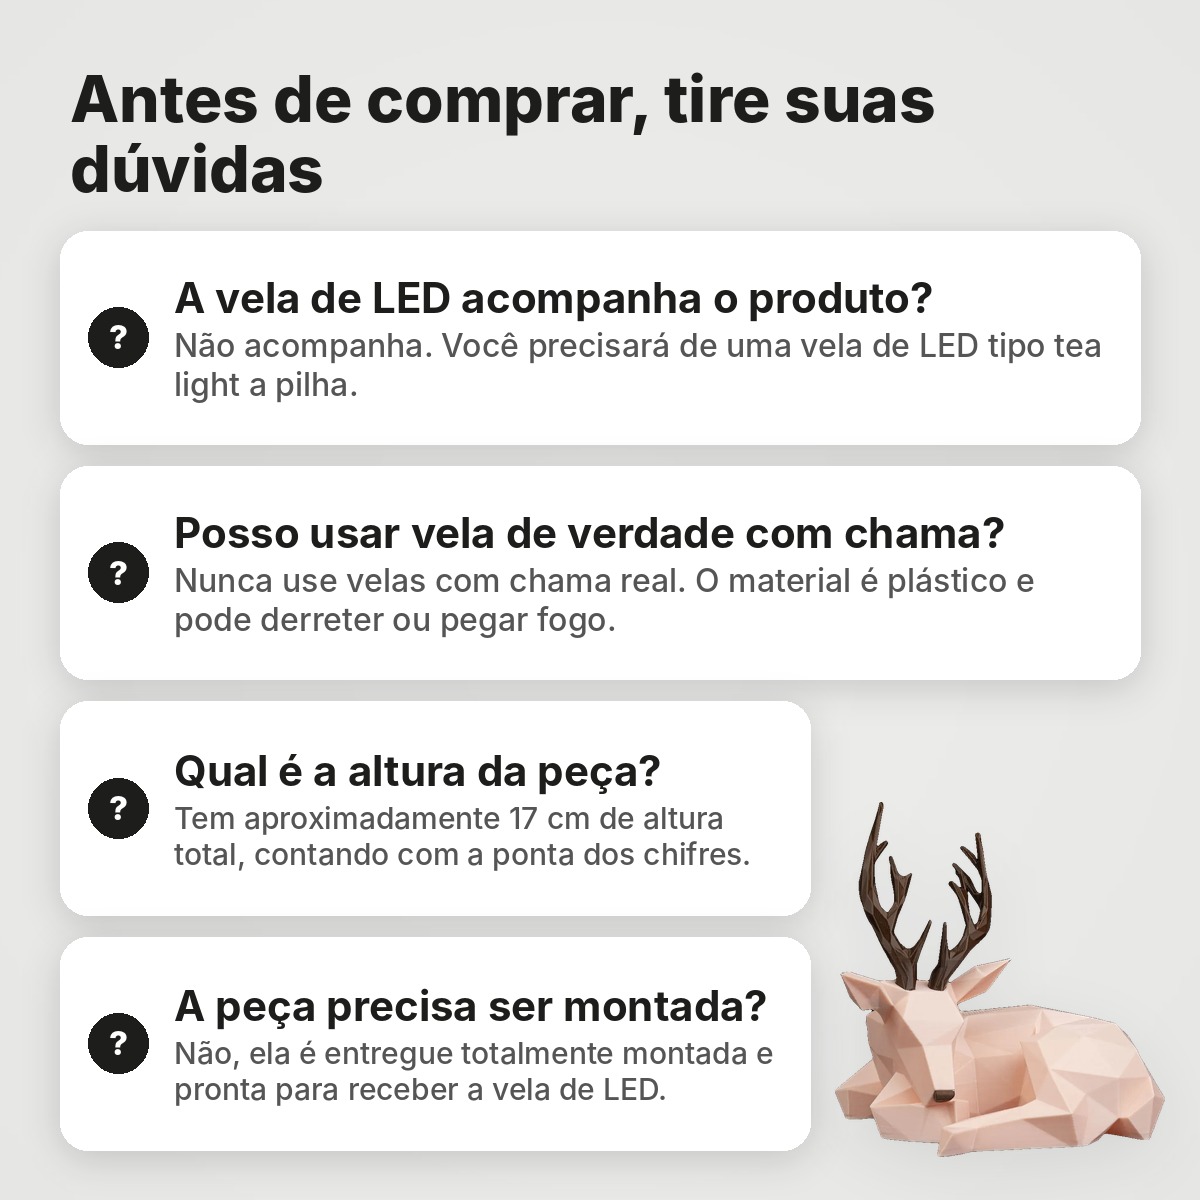 Antes de comprar, tire suas
dúvidas
?
A vela de LED acompanha o produto?
Não acompanha. Você precisará de uma vela de LED tipo tea
light a pilha.
?
Posso usar vela de verdade com chama?
Nunca use velas com chama real. O material é plástico e
pode derreter ou pegar fogo.
?
Qual é a altura da peça?
Tem aproximadamente 17 cm de altura
total, contando com a ponta dos chifres.
?
A peça precisa ser montada?
Não, ela é entregue totalmente montada e
pronta para receber a vela de LED.